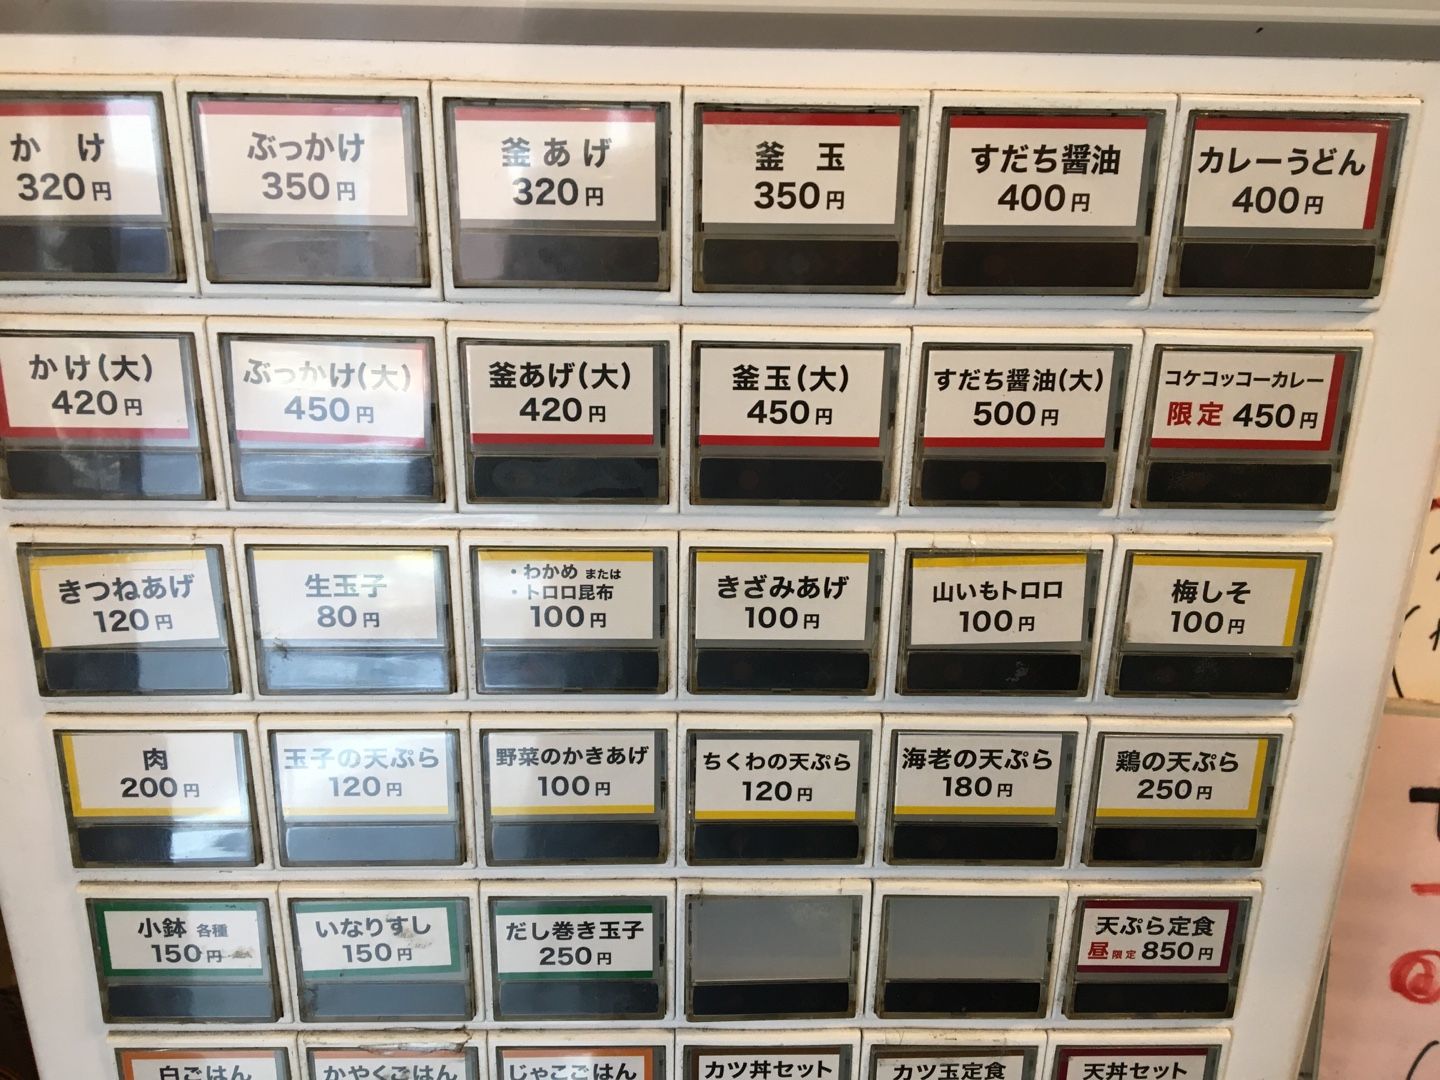 かけ
320円
ぶっかけ
350円
釜あげ
320円
釜玉
350円
すだち醤油
400円
カレーうどん
400円
かけ(大)
420円
ぶっかけ(大)
450円
釜あげ(大)
420円
釜玉(大)
450円
すだち醤油(大)
500円
コケコッコーカレー
限定 450円
きつねあげ
120円
生玉子
80円
・わかめ または
・トロロ昆布
100円
きざみあげ
100円
山いもトロロ
100円
梅しそ
100円
肉
200円
玉子の天ぷら
120円
野菜のかきあげ
100円
ちくわの天ぷら
120円
海老の天ぷら
180円
鶏の天ぷら
250円
小鉢 各種
150円
いなりすし
150円
だし巻き玉子
250円
天ぷら定食
昼限定 850円
白ごはん
かやくごはん
じゃこごはん
カツ丼セット
カツ玉定食
天丼セット